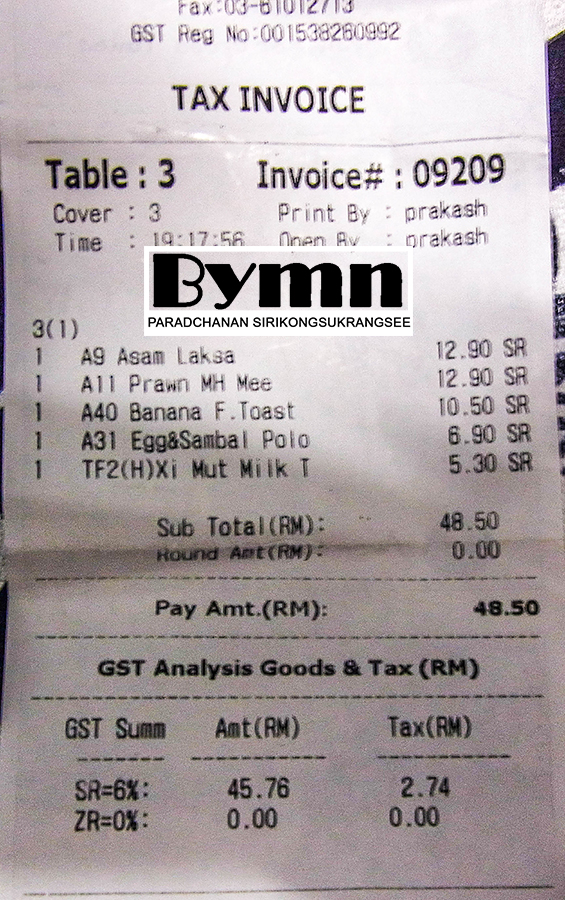 Fax:03-61012713
GST Reg No:001538260992
TAX INVOICE
Table : 3 Invoice# : 09209
Cover : 3 Print By : prakash
Time : 19:17:56 Open By : prakash
Bymn
PARADCHANAN SIRIKONGSUKRANGSEE
3(1)
1 A9 Asam Laksa 12.90 SR
1 A11 Prawn MH Mee 12.90 SR
1 A40 Banana F.Toast 10.50 SR
1 A31 Egg&Sambal Polo 6.90 SR
1 TF2(H)Xi Mut Milk T 5.30 SR
Sub Total(RM): 48.50
Round Amt(RM): 0.00
Pay Amt.(RM): 48.50
GST Analysis Goods & Tax (RM)
GST Summ Amt(RM) Tax(RM)
SR=6%: 45.76 2.74
ZR=0%: 0.00 0.00